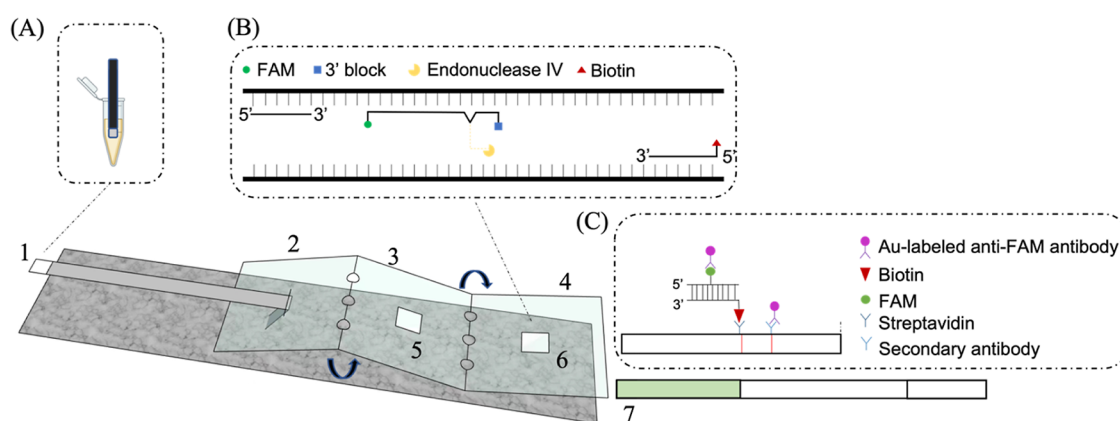 (A)
(B)
FAM 3’ block Endonuclease IV Biotin
5’ 3’
3’ 5’
(C)
Au-labeled anti-FAM antibody
Biotin
5’
FAM
3’
Streptavidin
Secondary antibody
1
2
3
4
5
6
7